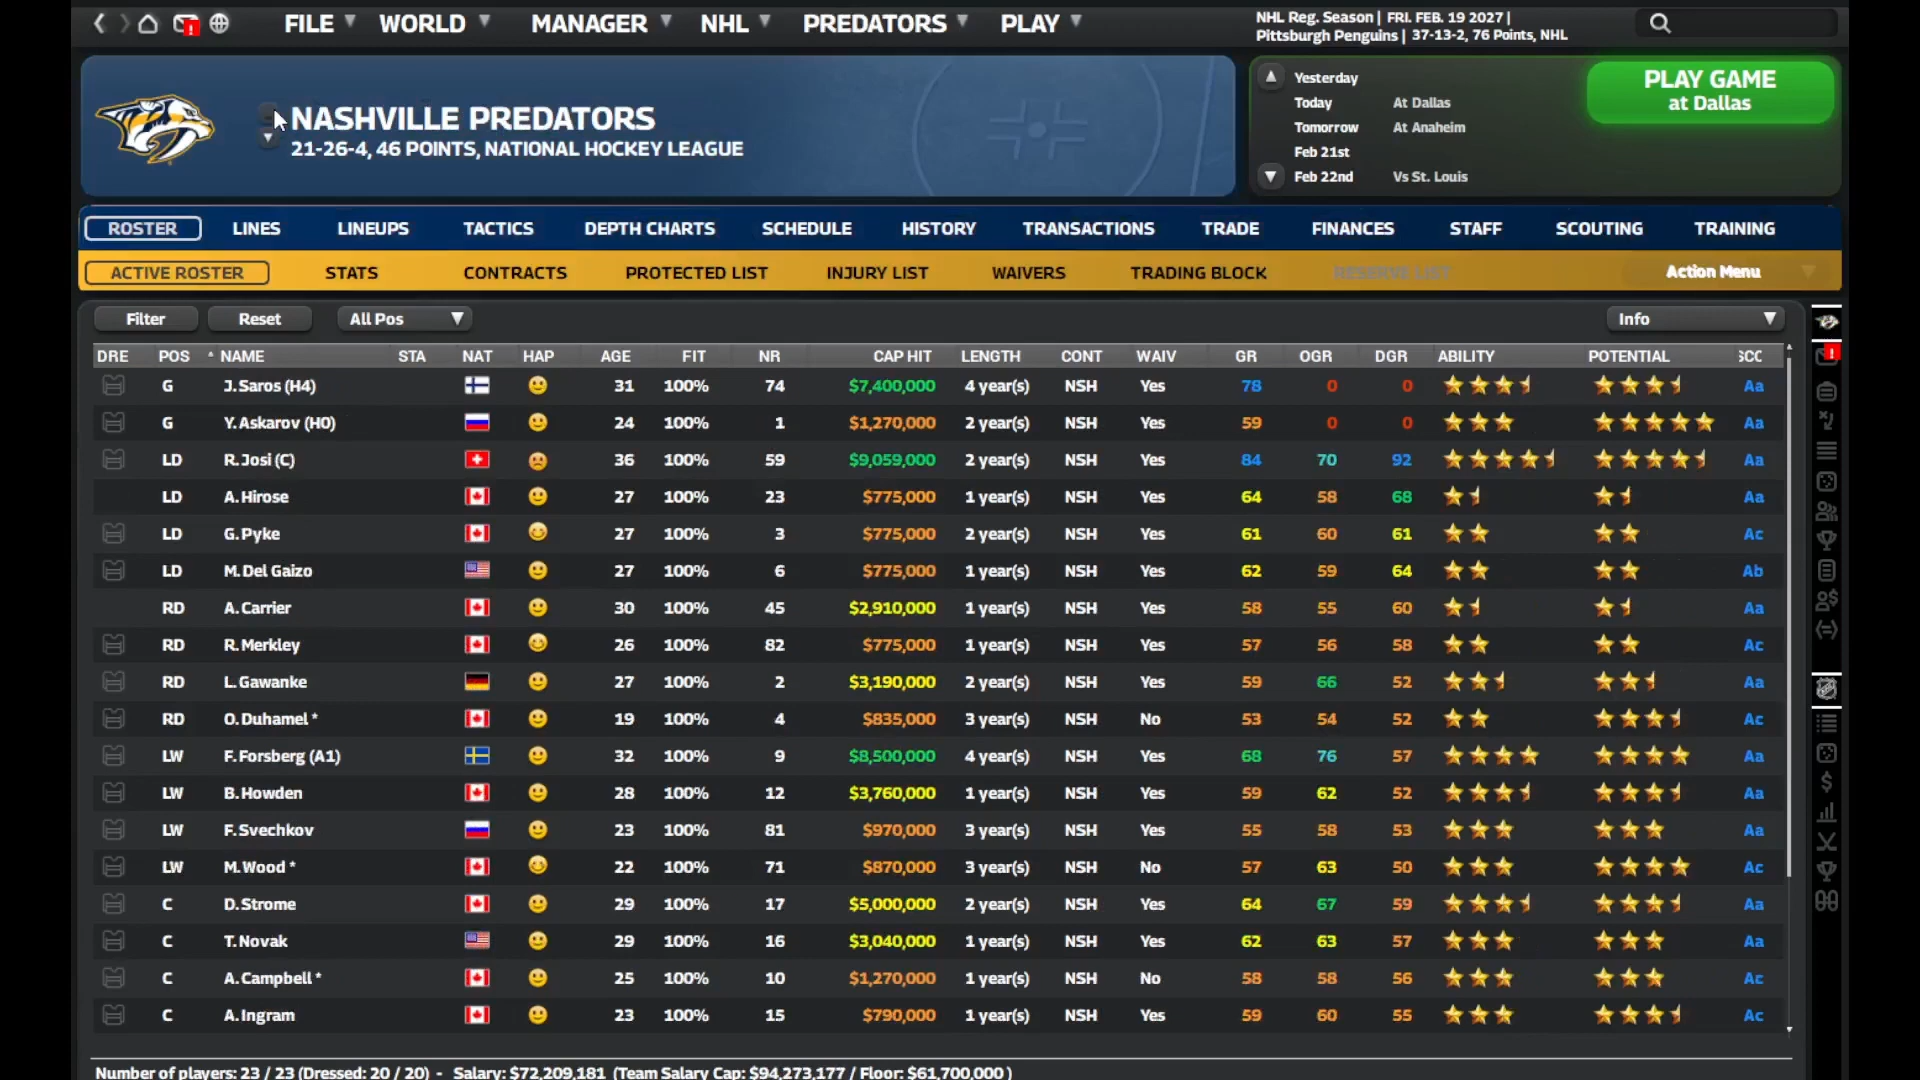 FILE WORLD MANAGER NHL PREDATORS PLAY
NHL Reg. Season | FRI. FEB. 19 2027 |
Pittsburgh Penguins | 37-13-2, 76 Points, NHL
NASHVILLE PREDATORS
21-26-4, 46 POINTS, NATIONAL HOCKEY LEAGUE
Yesterday
Today At Dallas
Tomorrow At Anaheim
Feb 21st
Feb 22nd Vs St. Louis
PLAY GAME
at Dallas
ROSTER LINES LINEUPS TACTICS DEPTH CHARTS SCHEDULE HISTORY TRANSACTIONS TRADE FINANCES STAFF SCOUTING TRAINING
ACTIVE ROSTER STATS CONTRACTS PROTECTED LIST INJURY LIST WAIVERS TRADING BLOCK RESERVE LIST Action Menu
Filter Reset All Pos Info
DRE POS NAME STA NAT HAP AGE FIT NR CAP HIT LENGTH CONT WAIV GR OGR DGR ABILITY POTENTIAL SCC
G J. Saros (H4) 31 100% 74 $7,400,000 4 year(s) NSH Yes 78 0 0 Aa
G Y. Askarov (H0) 24 100% 1 $1,270,000 2 year(s) NSH Yes 59 0 0 Aa
LD R. Josi (C) 36 100% 59 $9,059,000 2 year(s) NSH Yes 84 70 92 Aa
LD A. Hirose 27 100% 23 $775,000 1 year(s) NSH Yes 64 58 68 Aa
LD G. Pyke 27 100% 3 $775,000 2 year(s) NSH Yes 61 60 61 Ac
LD M. Del Gaizo 27 100% 6 $775,000 1 year(s) NSH Yes 62 59 64 Ab
RD A. Carrier 30 100% 45 $2,910,000 1 year(s) NSH Yes 58 55 60 Aa
RD R. Merkley 26 100% 82 $775,000 1 year(s) NSH Yes 57 56 58 Ac
RD L. Gawanke 27 100% 2 $3,190,000 2 year(s) NSH Yes 59 66 52 Aa
RD O. Duhamel * 19 100% 4 $835,000 3 year(s) NSH No 53 54 52 Ac
LW F. Forsberg (A1) 32 100% 9 $8,500,000 4 year(s) NSH Yes 68 76 57 Aa
LW B. Howden 28 100% 12 $3,760,000 1 year(s) NSH Yes 59 62 52 Aa
LW F. Svechkov 23 100% 81 $970,000 3 year(s) NSH Yes 55 58 53 Aa
LW M. Wood * 22 100% 71 $870,000 3 year(s) NSH No 57 63 50 Ac
C D. Strome 29 100% 17 $5,000,000 2 year(s) NSH Yes 64 67 59 Aa
C T. Novak 29 100% 16 $3,040,000 1 year(s) NSH Yes 62 63 57 Aa
C A. Campbell * 25 100% 10 $1,270,000 1 year(s) NSH No 58 58 56 Ac
C A. Ingram 23 100% 15 $790,000 1 year(s) NSH Yes 59 60 55 Ac
Number of players: 23 / 23 (Dressed: 20 / 20) - Salary: $72,209,181 (Team Salary Cap: $94,273,177 / Floor: $61,700,000 )